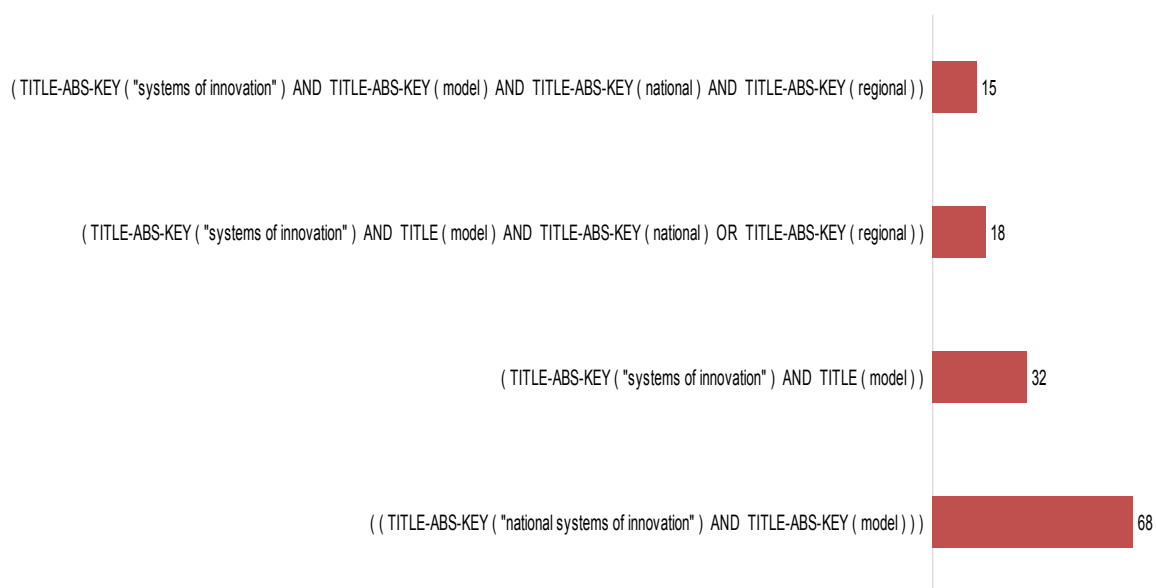 ( TITLE-ABS-KEY ( "systems of innovation" ) AND TITLE-ABS-KEY ( model ) AND TITLE-ABS-KEY ( national ) AND TITLE-ABS-KEY ( regional ) ) 15
( TITLE-ABS-KEY ( "systems of innovation" ) AND TITLE ( model ) AND TITLE-ABS-KEY ( national ) OR TITLE-ABS-KEY ( regional ) ) 18
( TITLE-ABS-KEY ( "systems of innovation" ) AND TITLE ( model ) ) 32
( ( TITLE-ABS-KEY ( "national systems of innovation" ) AND TITLE-ABS-KEY ( model ) ) ) 68